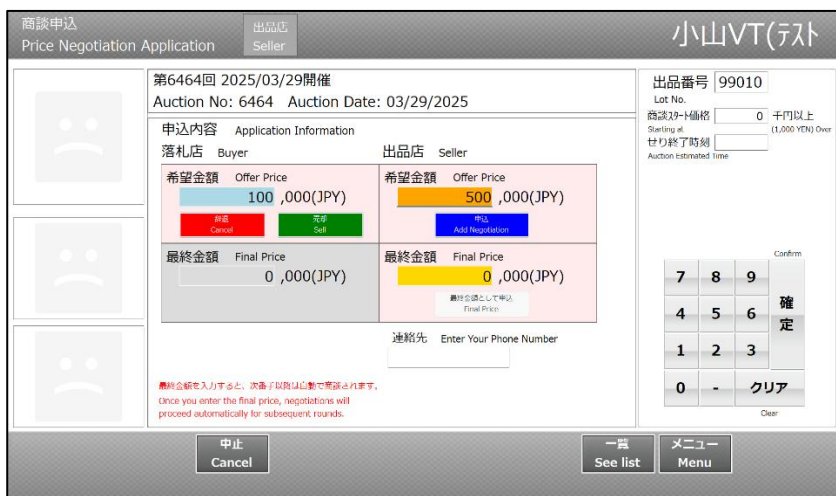 商談申込
Price Negotiation Application
出品店
Seller
小山VT(テスト
第6464回 2025/03/29開催
Auction No: 6464 Auction Date: 03/29/2025
申込内容 Application Information
落札店 Buyer
出品店 Seller
希望金額 Offer Price
100 ,000(JPY)
辞退
Cancel
売却
Sell
希望金額 Offer Price
500 ,000(JPY)
申込
Add Negotiation
最終金額 Final Price
0 ,000(JPY)
最終金額 Final Price
0 ,000(JPY)
最終金額として申込
Final Price
連絡先 Enter Your Phone Number
最終金額を入力すると、次番手以降は自動で商談されます。
Once you enter the final price, negotiations will
proceed automatically for subsequent rounds.
出品番号 99010
Lot No.
商談スタート価格 0 千円以上
Starting at (1,000 YEN) Over
せり終了時刻
Auction Estimated Time
Confirm
7 8 9
確定
4 5 6
1 2 3
0 - クリア
Clear
中止
Cancel
一覧
See list
メニュー
Menu